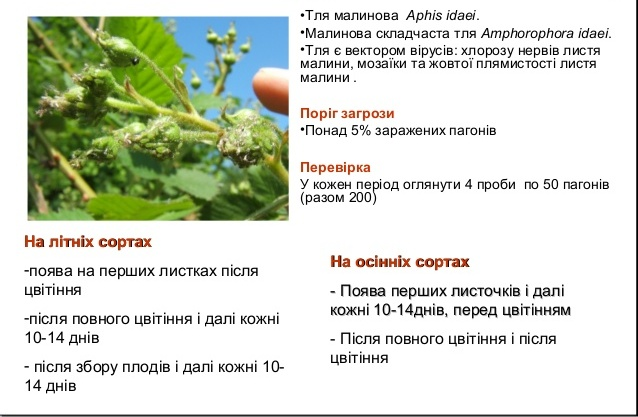 •Тля малинова Aphis idaei.
•Малинова складчаста тля Amphorophora idaei.
•Тля є вектором вірусів: хлорозу нервів листя
малини, мозаїки та жовтої плямистості листя
малини .
Поріг загрози
•Понад 5% заражених пагонів
Перевірка
У кожен період оглянути 4 проби по 50 пагонів
(разом 200)
На літніх сортах
-поява на перших листках після
цвітіння
-після повного цвітіння і далі кожні
10-14 днів
- після збору плодів і далі кожні 10-
14 днів
На осінніх сортах
- Поява перших листочків і далі
кожні 10-14днів, перед цвітінням
- Після повного цвітіння і після
цвітіння